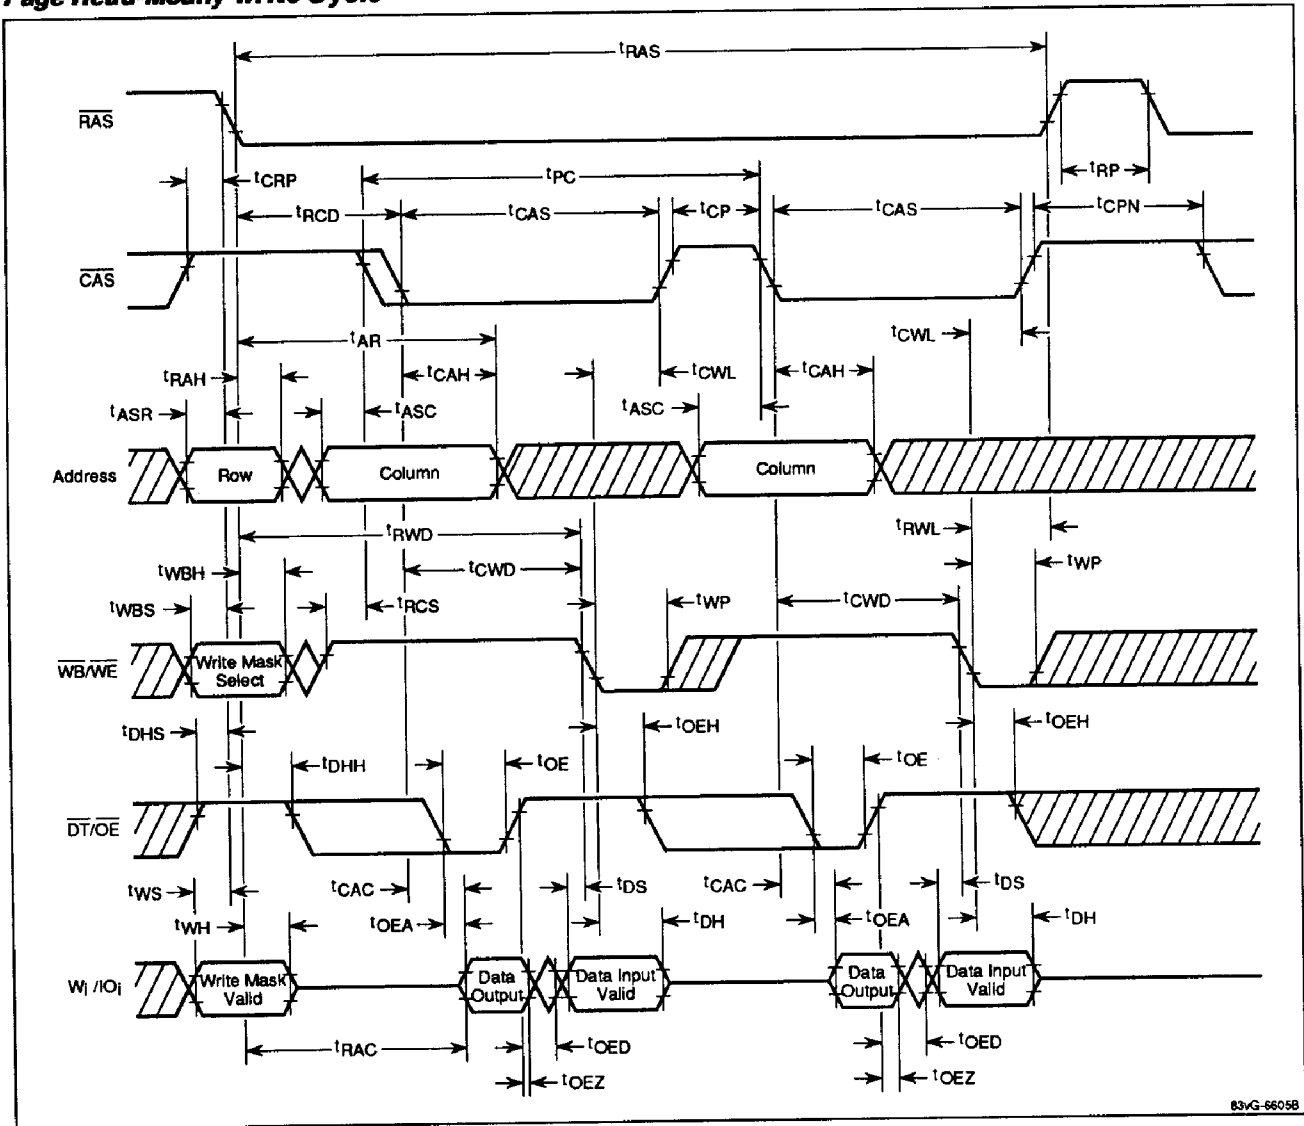 Page Read-Modify-Write Cycle
tRAS
RAS
tCRP
tPC
tRP
tRCD
tCAS
tCP
tCAS
tCPN
CAS
tAR
tCWL
tRAH
tCAH
tCWL
tCAH
tASR
tASC
tASC
Address
Row
Column
Column
tRWD
tRWL
tWBH
tCWD
tWP
tWBS
tRCS
tWP
tCWD
WB/WE
Write Mask
Select
tDHS
tOEH
tOEH
tDHH
tOE
tOE
DT/OE
tWS
tCAC
tDS
tCAC
tDS
tWH
tOEA
tDH
tOEA
tDH
Wi /IOi
Write Mask
Valid
Data
Output
Data Input
Valid
Data
Output
Data Input
Valid
tRAC
tOED
tOED
tOEZ
tOEZ
83vG-6605B